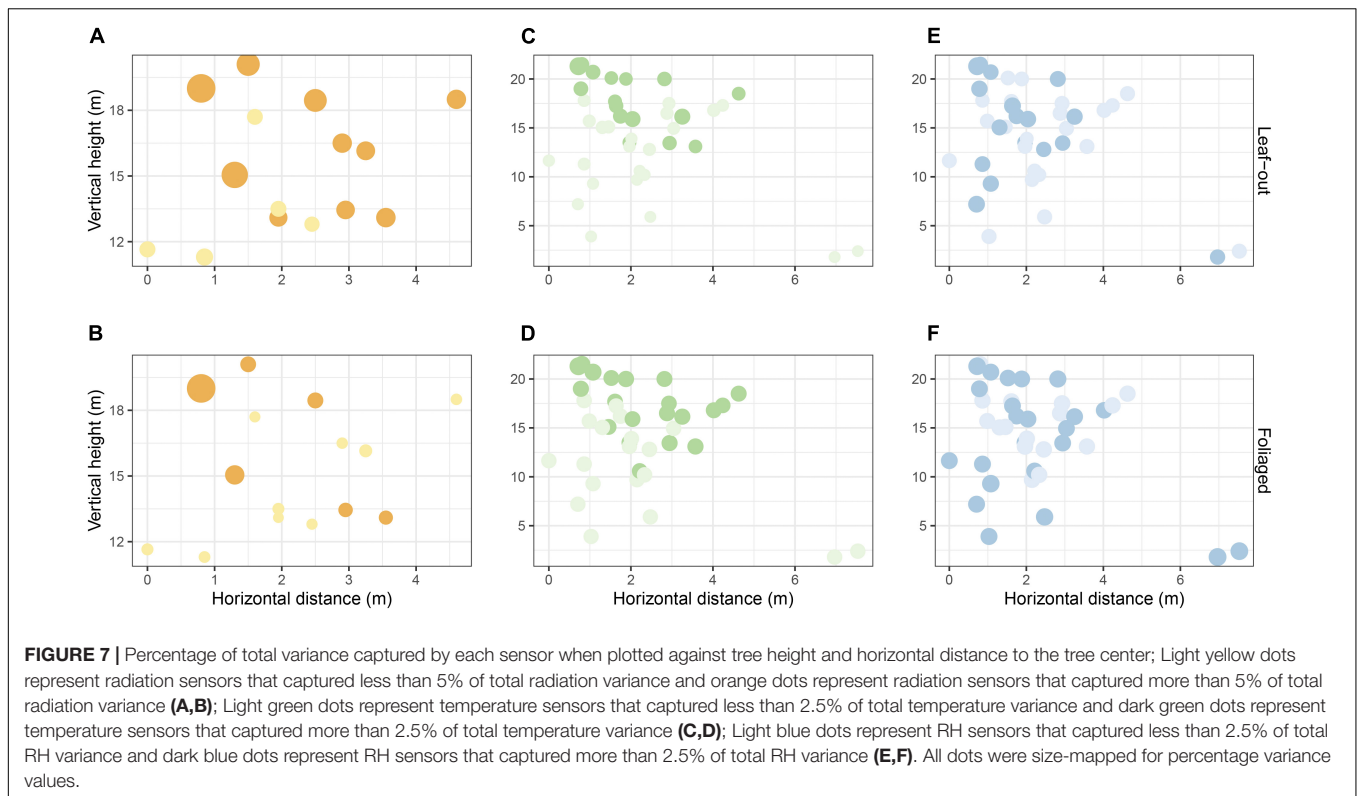 A
C
E
Vertical height (m)
18
15
12
0 1 2 3 4
20
15
10
5
0 2 4 6
20
15
10
5
0 2 4 6
Leaf-out
B
D
F
Vertical height (m)
18
15
12
0 1 2 3 4
Horizontal distance (m)
20
15
10
5
0 2 4 6
Horizontal distance (m)
20
15
10
5
0 2 4 6
Horizontal distance (m)
Foliaged
FIGURE 7 | Percentage of total variance captured by each sensor when plotted against tree height and horizontal distance to the tree center; Light yellow dots
represent radiation sensors that captured less than 5% of total radiation variance and orange dots represent radiation sensors that captured more than 5% of total
radiation variance (A,B); Light green dots represent temperature sensors that captured less than 2.5% of total temperature variance and dark green dots represent
temperature sensors that captured more than 2.5% of total temperature variance (C,D); Light blue dots represent RH sensors that captured less than 2.5% of total
RH variance and dark blue dots represent RH sensors that captured more than 2.5% of total RH variance (E,F). All dots were size-mapped for percentage variance
values.